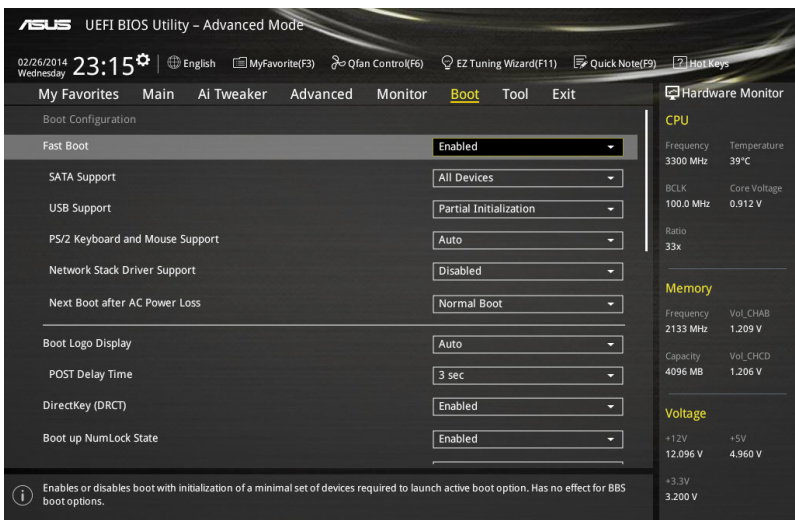 ASUS UEFI BIOS Utility – Advanced Mode
02/26/2014
Wednesday
23:15
English
MyFavorite(F3)
Qfan Control(F6)
EZ Tuning Wizard(F11)
Quick Note(F9)
? Hot Keys
My Favorites Main Ai Tweaker Advanced Monitor Boot Tool Exit
Boot Configuration
Fast Boot Enabled
SATA Support All Devices
USB Support Partial Initialization
PS/2 Keyboard and Mouse Support Auto
Network Stack Driver Support Disabled
Next Boot after AC Power Loss Normal Boot
Boot Logo Display Auto
POST Delay Time 3 sec
DirectKey (DRCT) Enabled
Boot up NumLock State Enabled
i
Enables or disables boot with initialization of a minimal set of devices required to launch active boot option. Has no effect for BBS
boot options.
Hardware Monitor
CPU
Frequency Temperature
3300 MHz 39°C
BCLK Core Voltage
100.0 MHz 0.912 V
Ratio
33x
Memory
Frequency Vol_CHAB
2133 MHz 1.209 V
Capacity Vol_CHCD
4096 MB 1.206 V
Voltage
+12V +5V
12.096 V 4.960 V
+3.3V
3.200 V